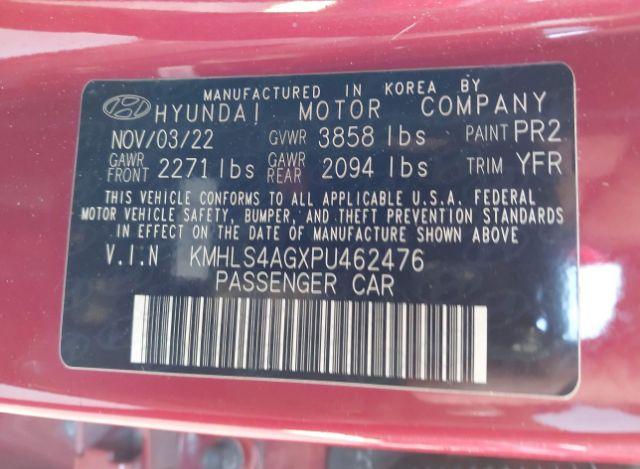 MANUFACTURED IN KOREA BY
HYUNDAI MOTOR COMPANY
NOV/03/22 GVWR 3858 lbs PAINT PR2
GAWR FRONT 2271 lbs GAWR REAR 2094 lbs TRIM YFR
THIS VEHICLE CONFORMS TO ALL APPLICABLE U.S.A. FEDERAL
MOTOR VEHICLE SAFETY, BUMPER, AND THEFT PREVENTION STANDARDS
IN EFFECT ON THE DATE OF MANUFACTURE SHOWN ABOVE
V.I.N KMHLS4AGXPU462476
PASSENGER CAR